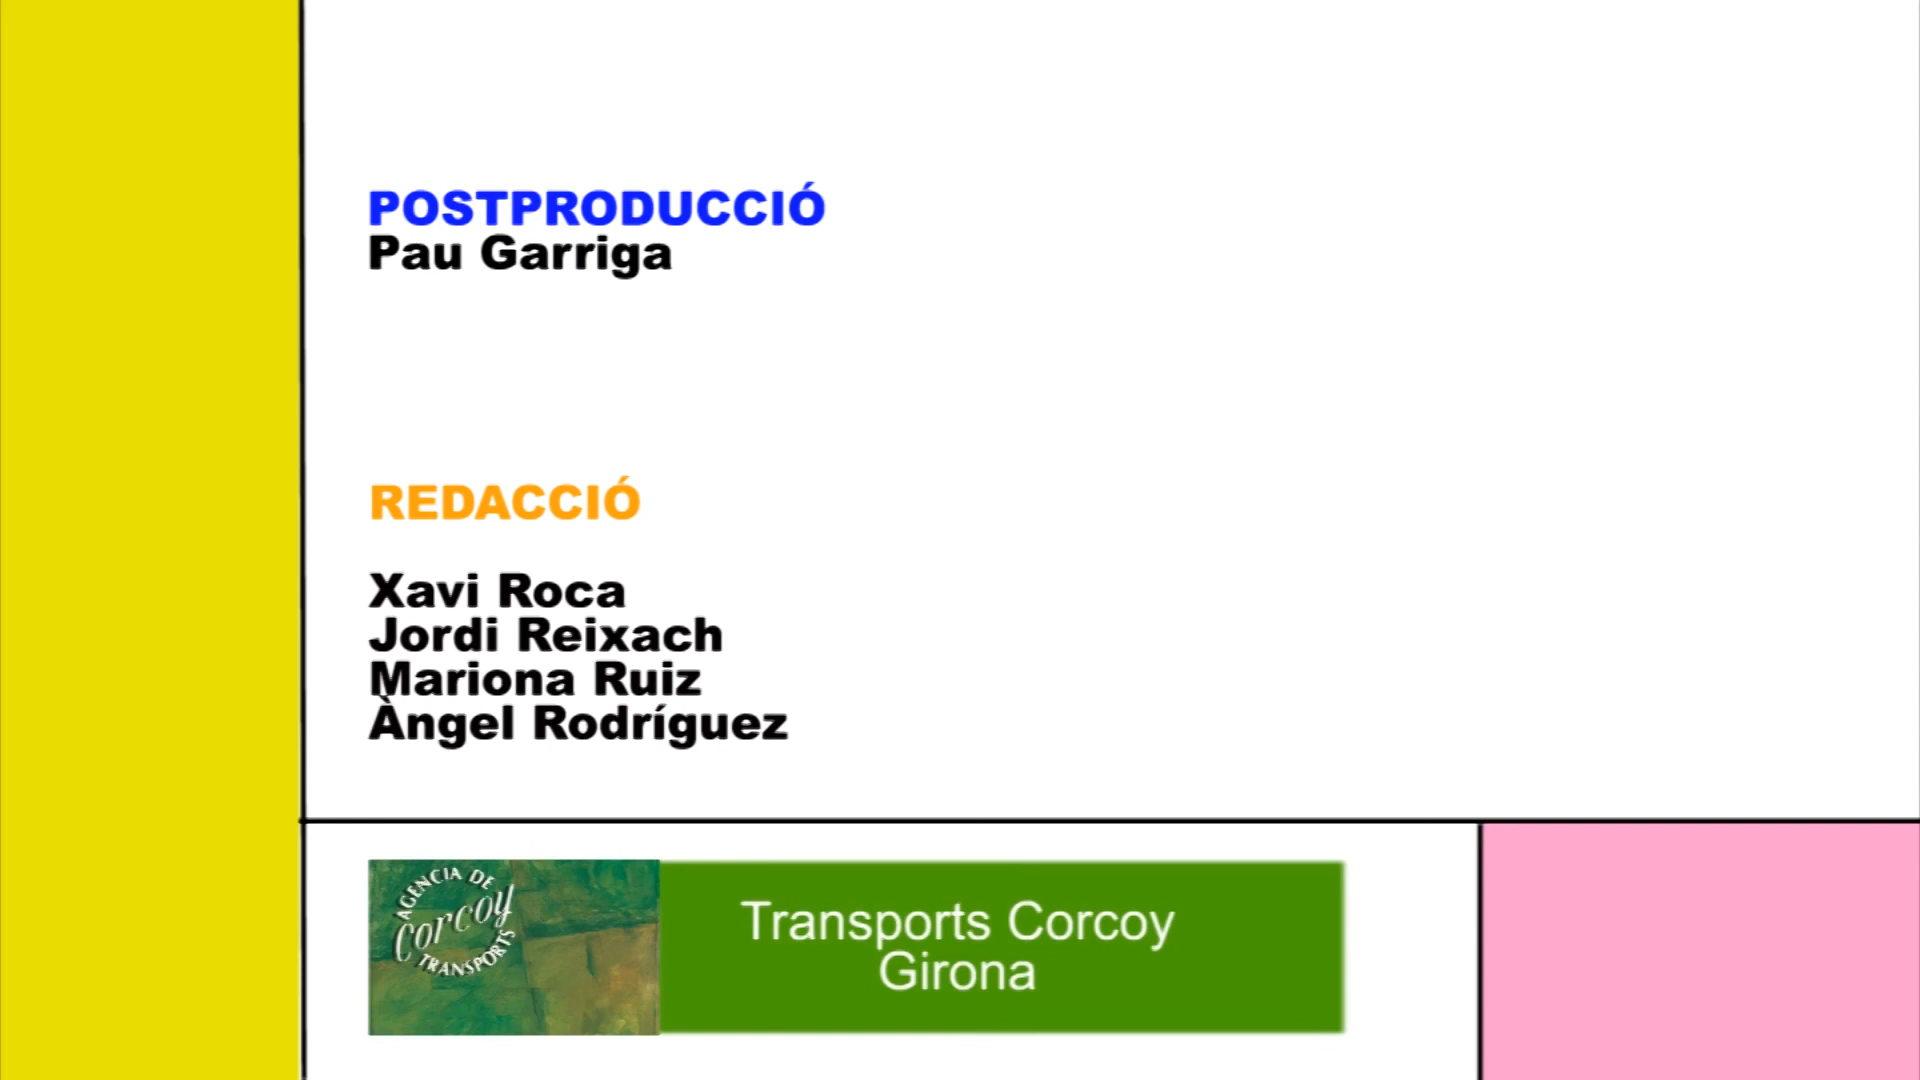 POSTPRODUCCIÓ
Pau Garriga
REDACCIÓ
Xavi Roca
Jordi Reixach
Mariona Ruiz
Àngel Rodríguez
AGENCIA DE
Corcoy
TRANSPORTS
Transports Corcoy
Girona